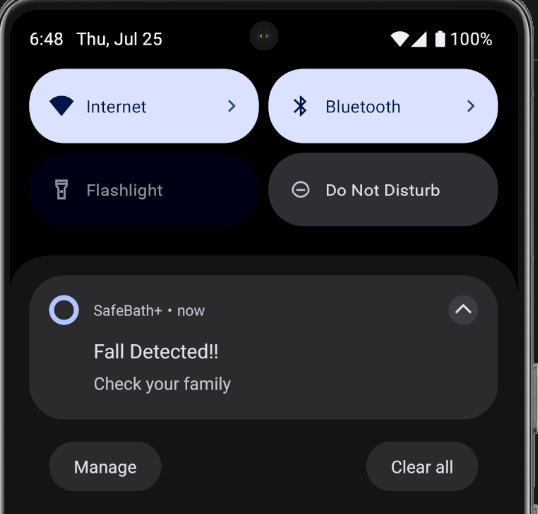 6:48 Thu, Jul 25 100%
Internet Bluetooth
Flashlight Do Not Disturb
SafeBath+ • now
Fall Detected!!
Check your family
Manage Clear all